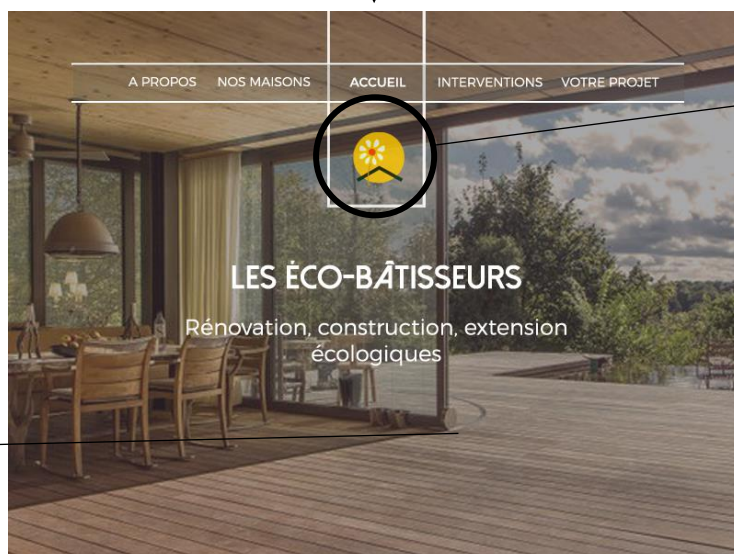 A PROPOS NOS MAISONS ACCUEIL INTERVENTIONS VOTRE PROJET
LES ÉCO-BÂTISSEURS
Rénovation, construction, extension
écologiques